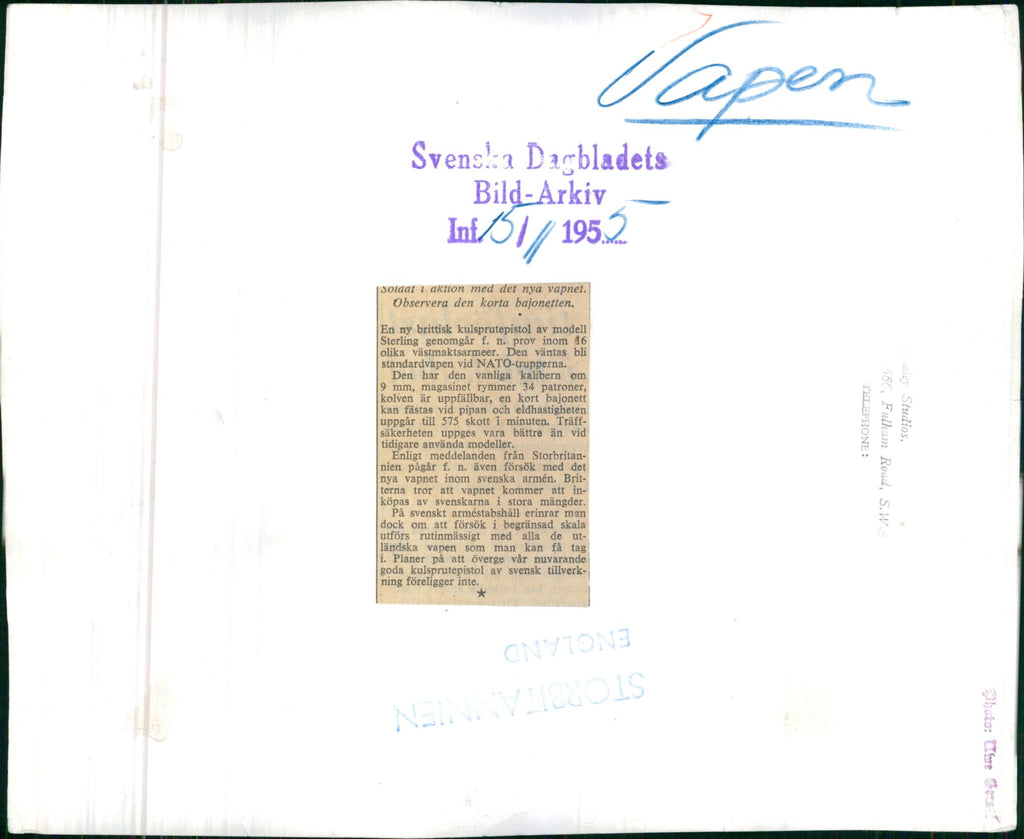 Vapen
Svenska Dagbladets
Bild-Arkiv
Inf. 15/11 1955
Soldat i aktion med det nya vapnet.
Observera den korta bajonetten.
En ny brittisk kulsprutepistol av modell
Sterling genomgår f. n. prov inom 16
olika västmaktsarmeer. Den väntas bli
standardvapen vid NATO-trupperna.
Den har den vanliga kalibern om
9 mm, magasinet rymmer 34 patroner,
kolven är uppfällbar, en kort bajonett
kan fästas vid pipan och eldhastigheten
uppgår till 575 skott i minuten. Träff-
säkerheten uppges vara bättre än vid
tidigare använda modeller.
Enligt meddelanden från Storbritan-
nien pågår f. n. även försök med det
nya vapnet inom svenska armén. Brit-
terna tror att vapnet kommer att in-
köpas av svenskarna i stora mängder.
På svenskt arméstabshåll erinrar man
dock om att försök i begränsad skala
utförs rutinmässigt med alla de ut-
ländska vapen som man kan få tag
i. Planer på att överge vår nuvarande
goda kulsprutepistol av svensk tillverk-
ning föreligger inte.
STORBRITANNIEN
ENGLAND
Studios,
Fulham Road, S.W.
TELEPHONE:
Photo: